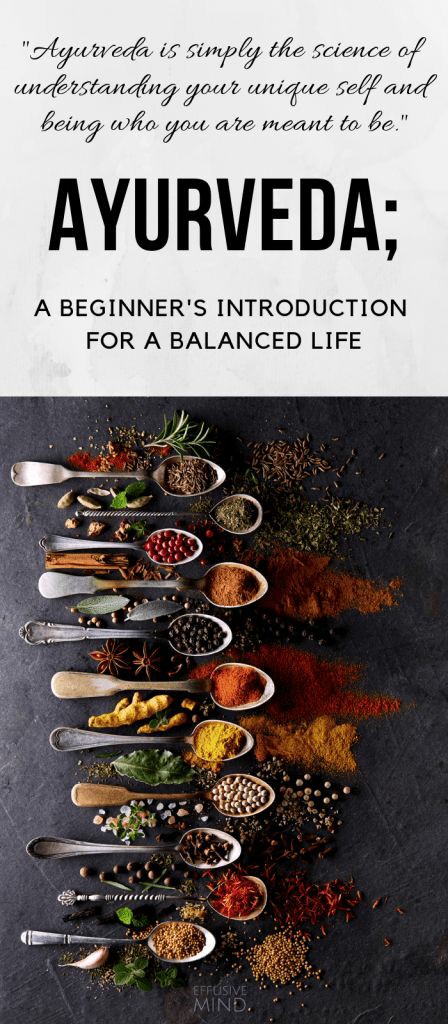 "Ayurveda is simply the science of
understanding your unique self and
being who you are meant to be."
AYURVEDA;
A BEGINNER'S INTRODUCTION
FOR A BALANCED LIFE
EFFUSIVE
MIND